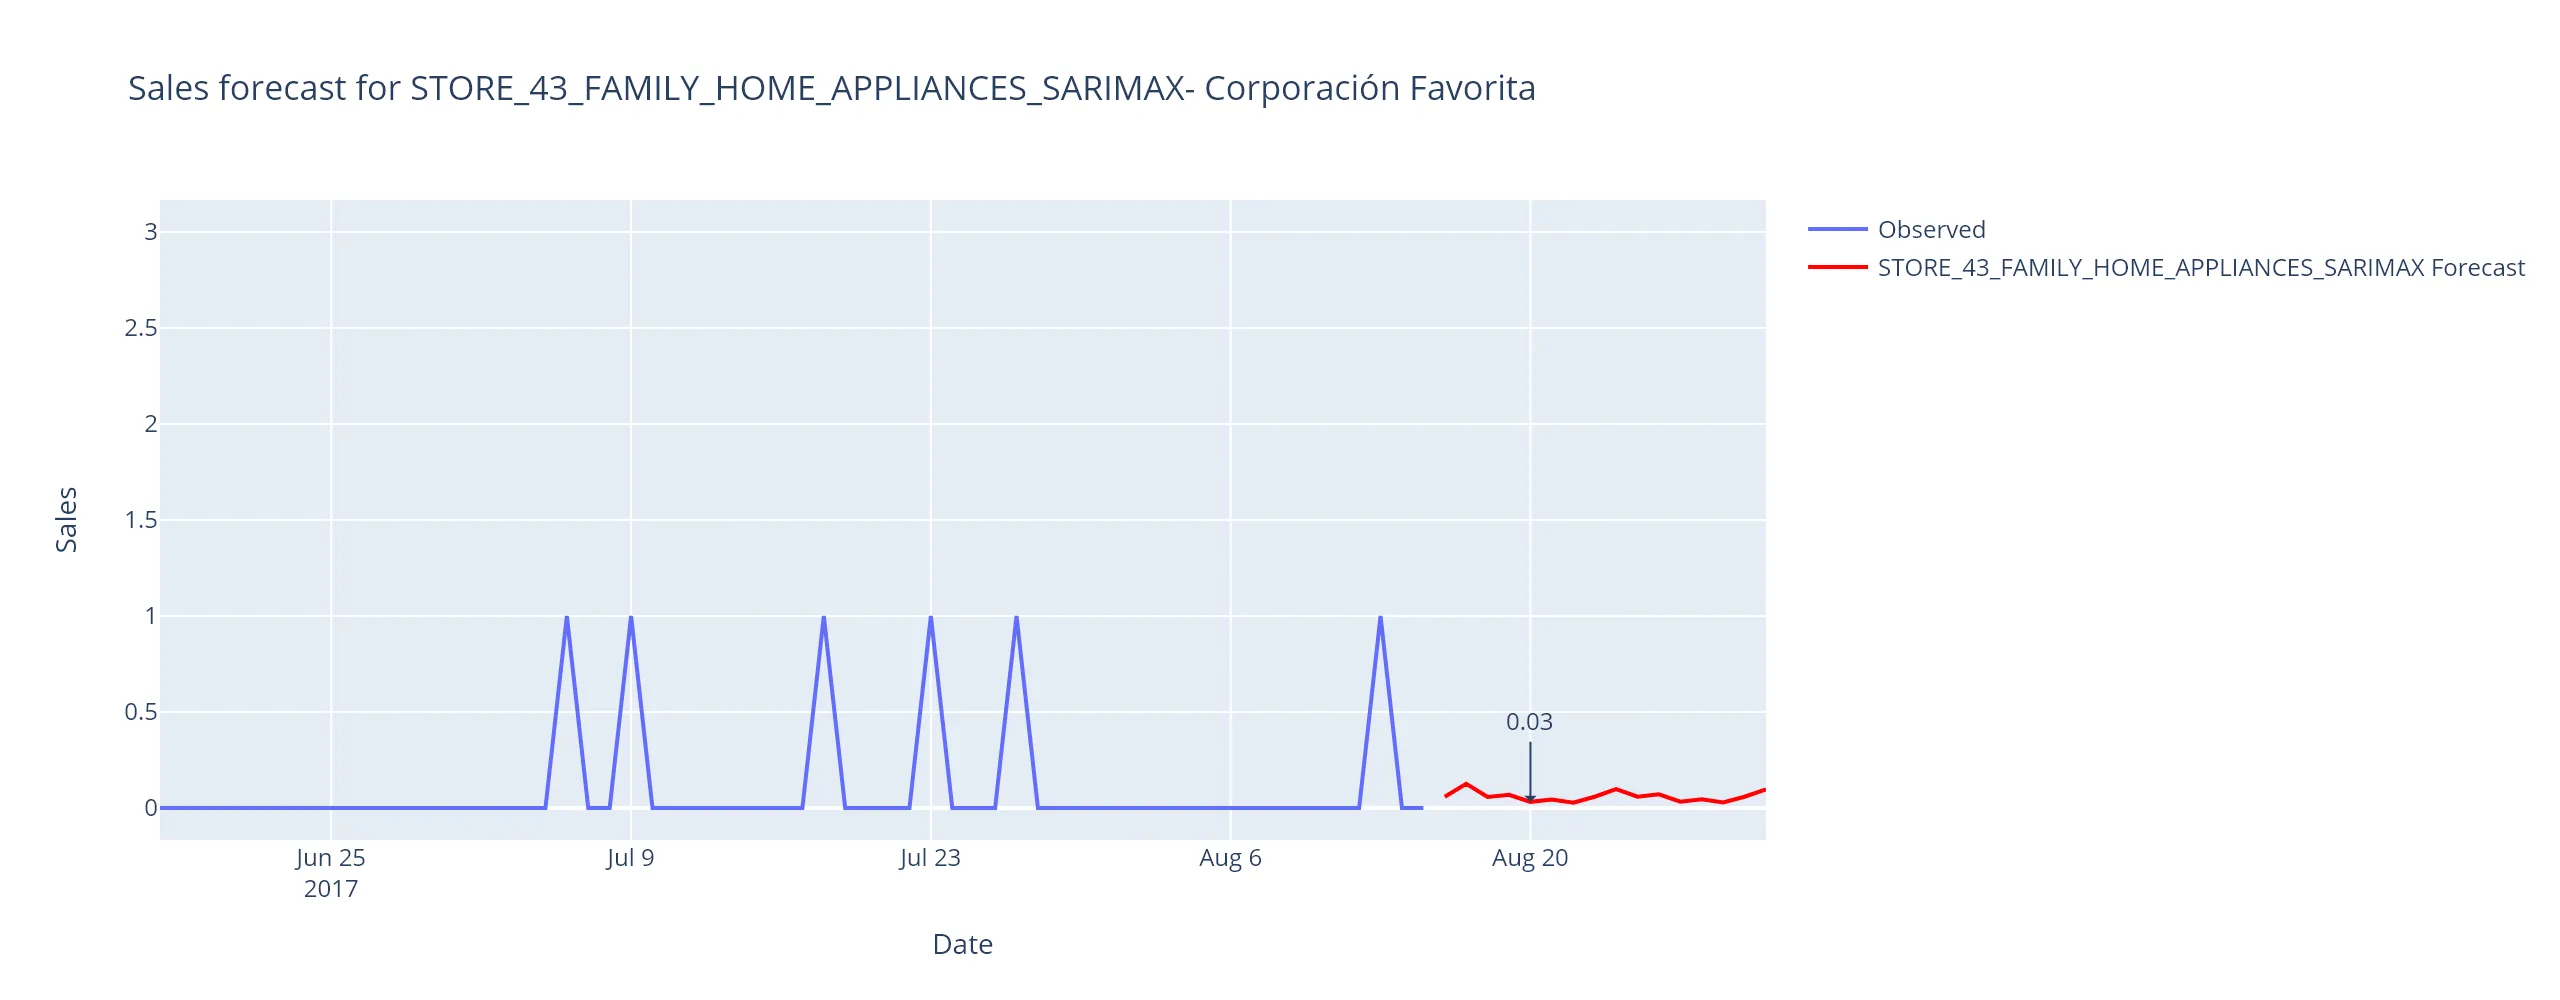 Sales forecast for STORE_43_FAMILY_HOME_APPLIANCES_SARIMAX- Corporación Favorita
Observed
STORE_43_FAMILY_HOME_APPLIANCES_SARIMAX Forecast
3
2.5
2
1.5
1
0.5
0
Sales
0.03
Jun 25
2017
Jul 9
Jul 23
Aug 6
Aug 20
Date